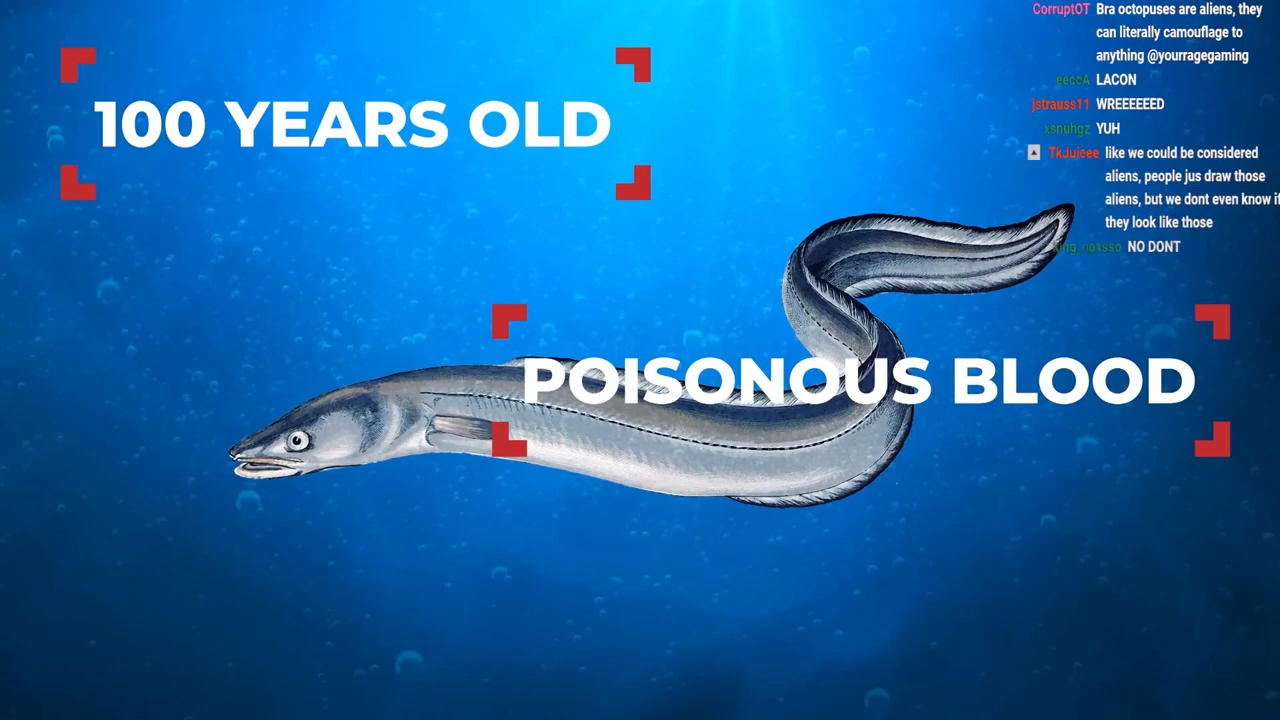 100 YEARS OLD
POISONOUS BLOOD
CorruptOT Bra octopuses are aliens, they
can literally camouflage to
anything @yourragegaming
eecoA LACON
jstrauss11 WREEEEEED
xsnuhgz YUH
TkJuicee like we could be considered
aliens, people jus draw those
aliens, but we dont even know if
they look like those
NO DONT